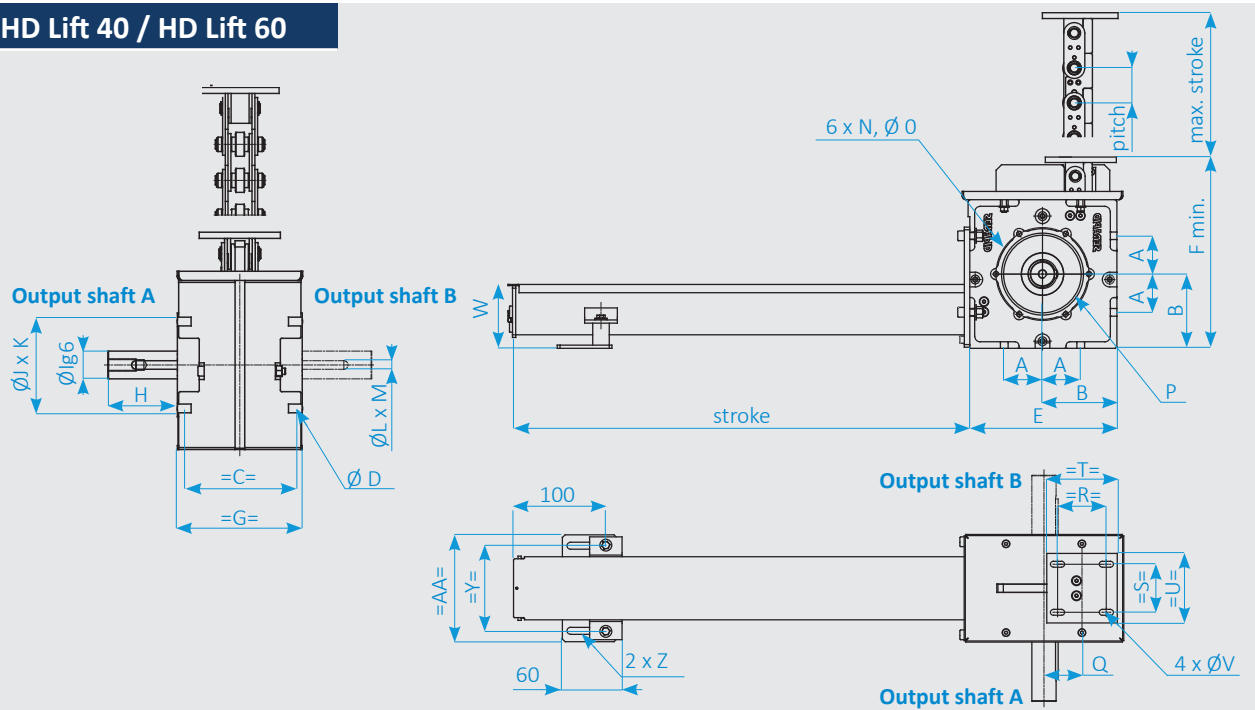 HD Lift 40 / HD Lift 60
max. stroke
pitch
6 x N, Ø 0
F min.
A
A
B
A
A
B
E
P
W
stroke
Output shaft A
Output shaft B
ØJ x K
ØIg6
H
ØL x M
=C=
Ø D
=G=
100
=AA=
=Y=
60
2 x Z
Output shaft B
=T=
=R=
=S=
=U=
Q
4 x ØV
Output shaft A